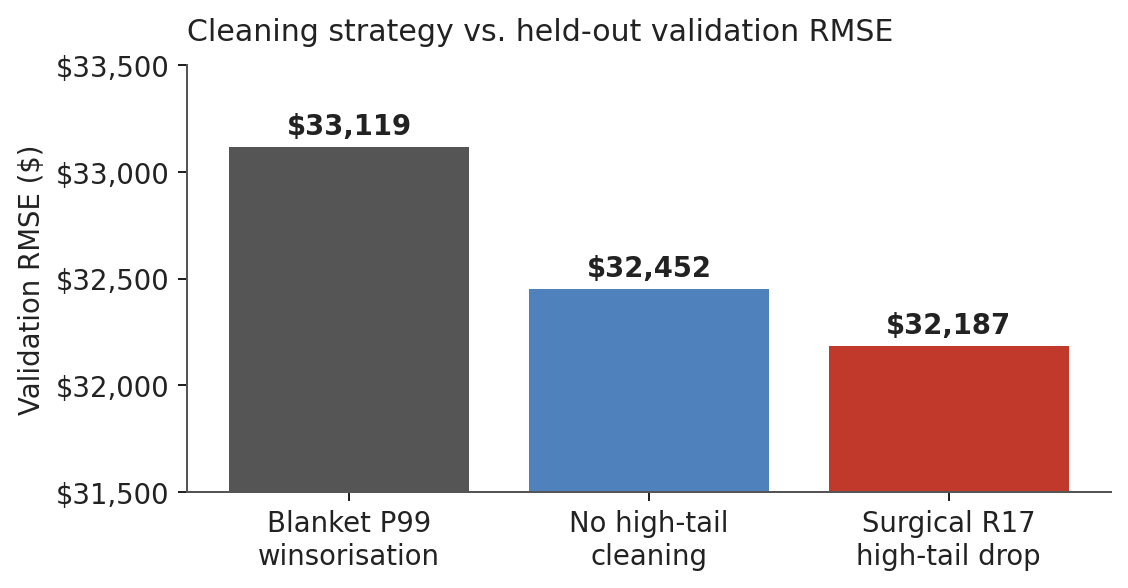 Cleaning strategy vs. held-out validation RMSE
Validation RMSE ($)
$33,500
$33,000
$32,500
$32,000
$31,500
$33,119
$32,452
$32,187
Blanket P99
winsorisation
No high-tail
cleaning
Surgical R17
high-tail drop